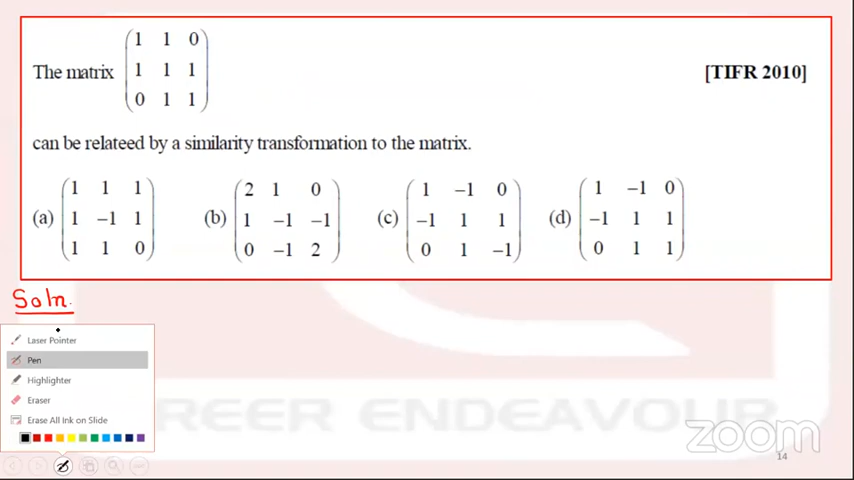 1 1 0
The matrix 1 1 1 [TIFR 2010]
0 1 1
can be relateed by a similarity transformation to the matrix.
1 1 1 2 1 0 1 −1 0 1 −1 0
(a) 1 −1 1 (b) 1 −1 −1 (c) −1 1 1 (d) −1 1 1
1 1 0 0 −1 2 0 1 −1 0 1 1
Soln.
Laser Pointer
Pen
Highlighter
Eraser
Erase All Ink on Slide
CAREER ENDEAVOUR
zoom
14